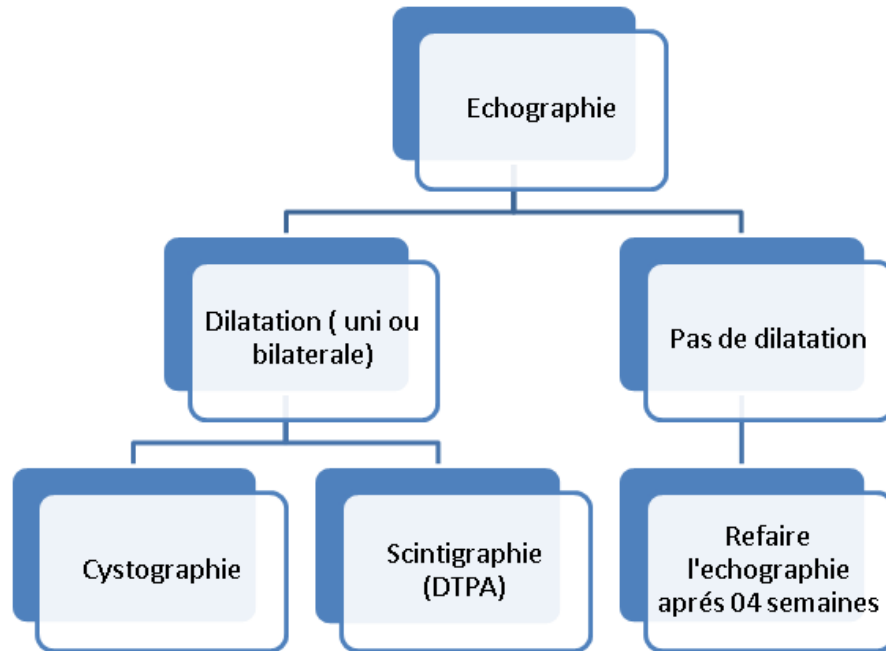 Echographie
Dilatation ( uni ou
bilaterale)
Pas de dilatation
Cystographie
Scintigraphie
(DTPA)
Refaire
l'echographie
aprés 04 semaines